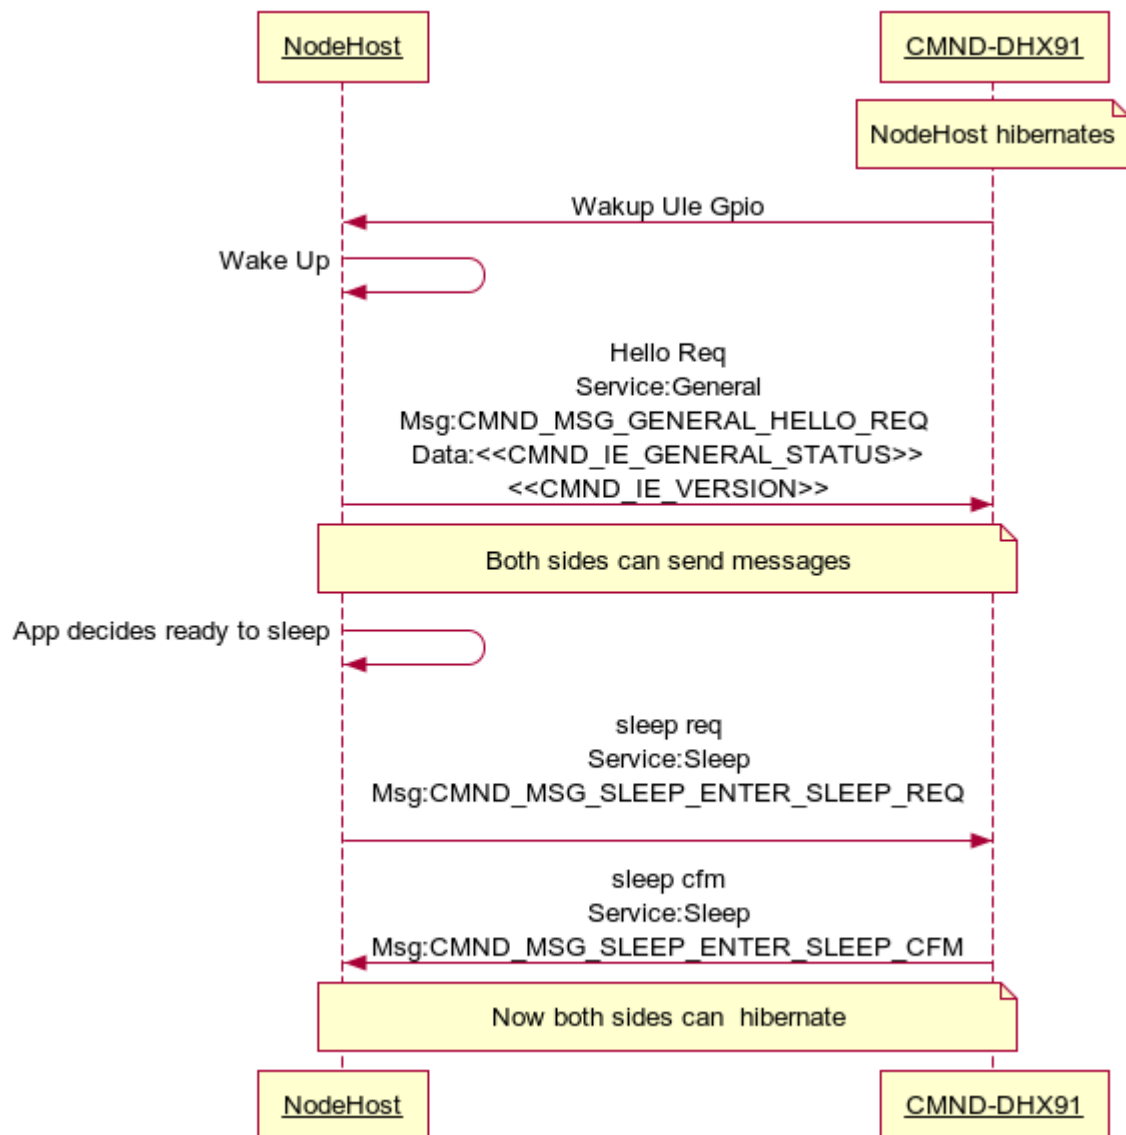 NodeHost
CMND-DHX91
NodeHost hibernates
Wakup Ule Gpio
Wake Up
Hello Req
Service:General
Msg:CMND_MSG_GENERAL_HELLO_REQ
Data:<<CMND_IE_GENERAL_STATUS>>
<<CMND_IE_VERSION>>
Both sides can send messages
App decides ready to sleep
sleep req
Service:Sleep
Msg:CMND_MSG_SLEEP_ENTER_SLEEP_REQ
sleep cfm
Service:Sleep
Msg:CMND_MSG_SLEEP_ENTER_SLEEP_CFM
Now both sides can  hibernate
NodeHost
CMND-DHX91